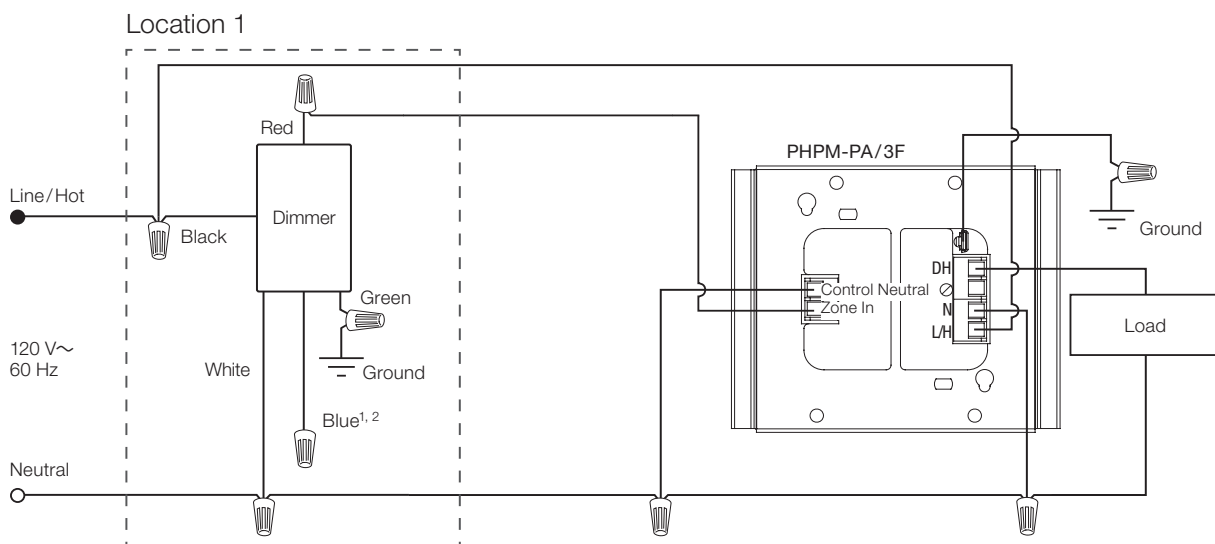 Location 1
Red
PHPM-PA/3F
Line/Hot
Dimmer
Black
Ground
DH
Control Neutral
Green
Zone In
N
Load
L/H
120 V～
60 Hz
White
Ground
Blue¹, ²
Neutral